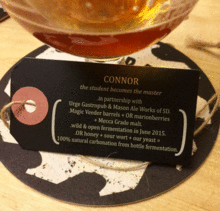 CONNOR
the student becomes the master
in partnership with
Urge Gastropub & Mason Ale Works of SD.
Magic Vendor barrels + OR marionberries
+ Mecca Grade malt.
wild & open fermentation in June 2015.
OR honey + sour wort + our yeast =
100% natural carbonation from bottle fermentation.